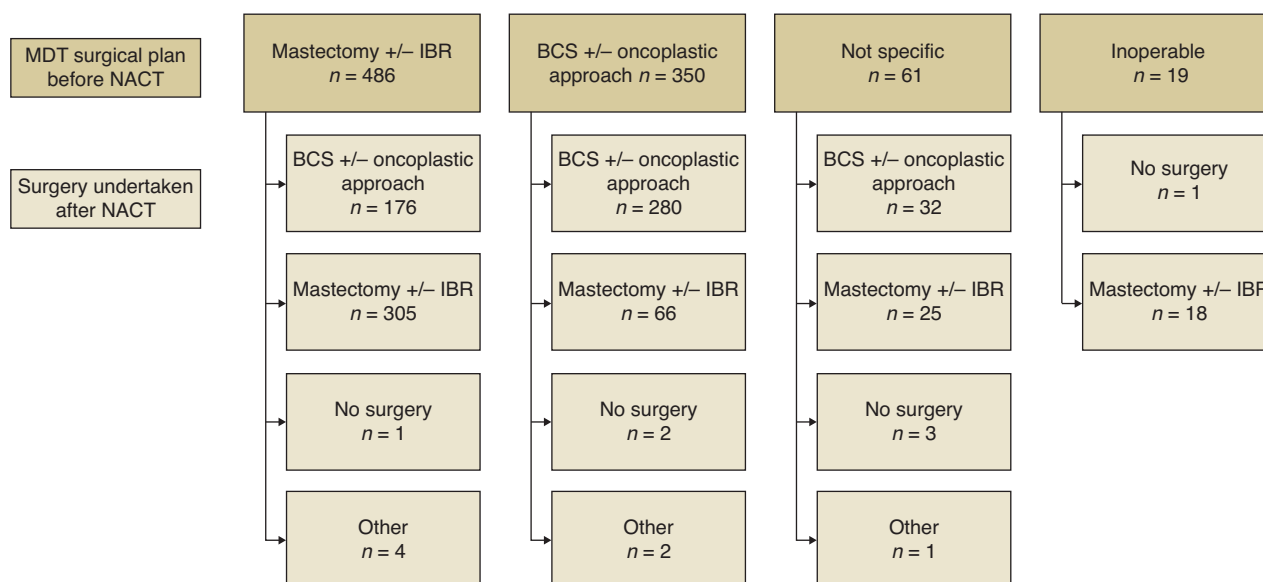 MDT surgical plan
before NACT
Mastectomy +/– IBR
n = 486
BCS +/– oncoplastic
approach n = 350
Not specific
n = 61
Inoperable
n = 19
Surgery undertaken
after NACT
BCS +/– oncoplastic
approach
n = 176
BCS +/– oncoplastic
approach
n = 280
BCS +/– oncoplastic
approach
n = 32
No surgery
n = 1
Mastectomy +/– IBR
n = 305
Mastectomy +/– IBR
n = 66
Mastectomy +/– IBR
n = 25
Mastectomy +/– IBR
n = 18
No surgery
n = 1
No surgery
n = 2
No surgery
n = 3
Other
n = 4
Other
n = 2
Other
n = 1